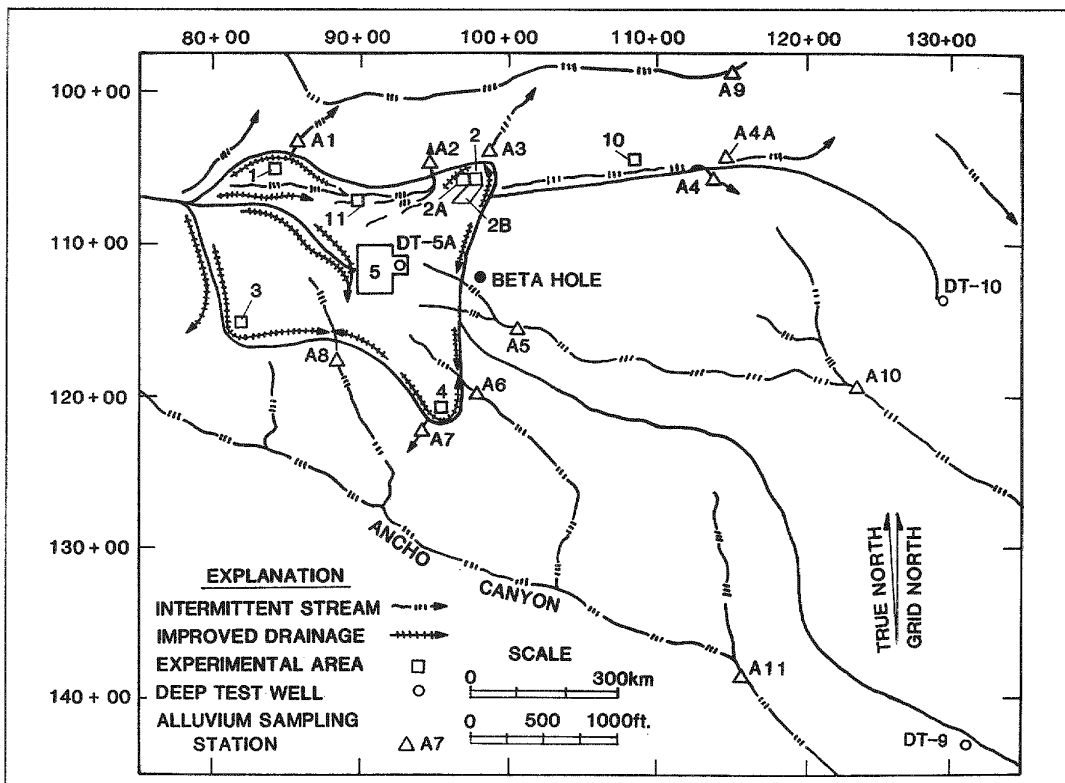 80 + 00
90 + 00
100 + 00
110 + 00
120 + 00
130 + 00
100 + 00
110 + 00
120 + 00
130 + 00
140 + 00
A9
A1
A2
2
A3
10
A4A
1
A4
11
2A
2B
DT-5A
5
BETA HOLE
DT-10
3
A5
A8
A10
A6
4
A7
ANCHO
CANYON
A11
DT-9
TRUE NORTH
GRID NORTH
EXPLANATION
INTERMITTENT STREAM
IMPROVED DRAINAGE
EXPERIMENTAL AREA
DEEP TEST WELL
ALLUVIUM SAMPLING
STATION A7
SCALE
0 300km
0 500 1000ft.